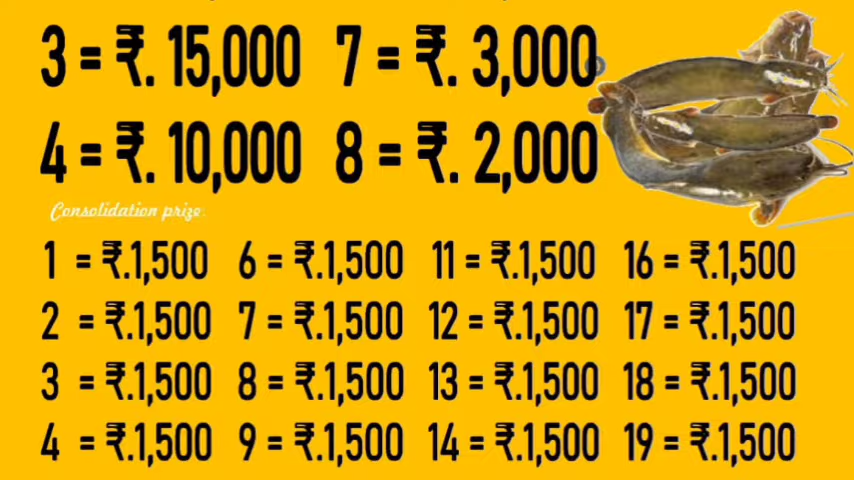 3 = ₹. 15,000 7 = ₹. 3,000
4 = ₹. 10,000 8 = ₹. 2,000
Consolidation prize.
1 = ₹.1,500 6 = ₹.1,500 11 = ₹.1,500 16 = ₹.1,500
2 = ₹.1,500 7 = ₹.1,500 12 = ₹.1,500 17 = ₹.1,500
3 = ₹.1,500 8 = ₹.1,500 13 = ₹.1,500 18 = ₹.1,500
4 = ₹.1,500 9 = ₹.1,500 14 = ₹.1,500 19 = ₹.1,500